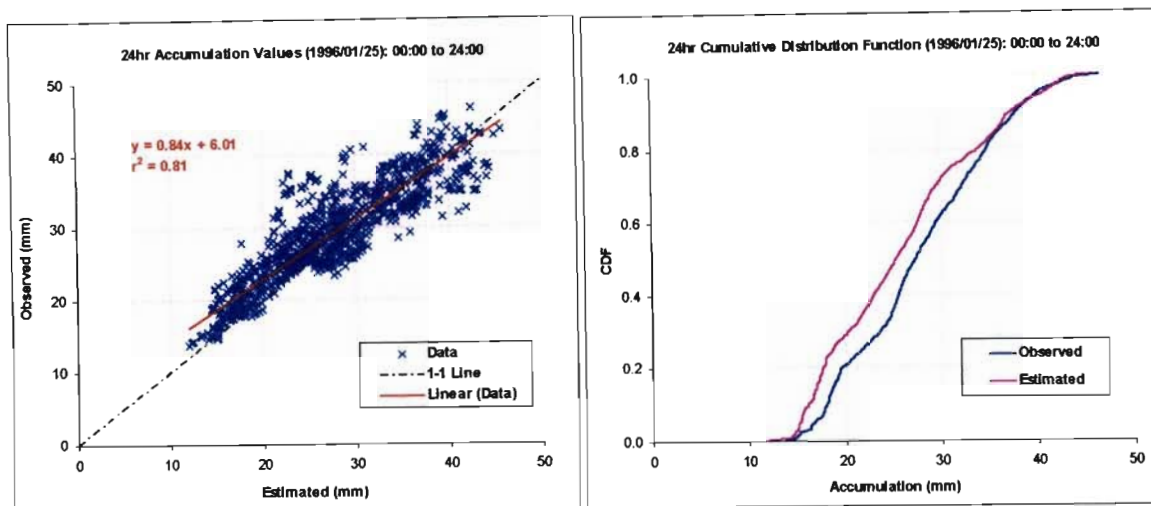 24hr Accumulation Values (1996/01/25): 00:00 to 24:00
50
40
30
20
10
0
Observed (mm)
y = 0.84x + 6.01
r² = 0.81
Data
1-1 Line
Linear (Data)
0 10 20 30 40 50
Estimated (mm)
24hr Cumulative Distribution Function (1996/01/25): 00:00 to 24:00
1.0
0.8
0.6
0.4
0.2
0.0
CDF
Observed
Estimated
0 10 20 30 40 50
Accumulation (mm)